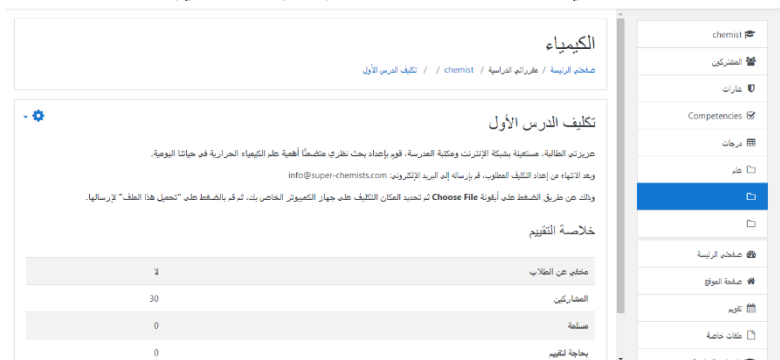 chemist
المشتركون
شارات
Competencies
درجات
عام
صفحتي الرئيسة
صفحة الموقع
تقويم
ملفات خاصة
الكيمياء
صفحتي الرئيسة / مقرراتي الدراسية / chemist / / تكليف الدرس الأول
تكليف الدرس الأول
عزيزتي الطالبة، مستعينة بشبكة الإنترنت ومكتبة المدرسة، قوم بإعداد بحث نظري متضمنًا أهمية علم الكيمياء الحرارية في حياتنا اليومية.
وبعد الانتهاء من إعداد التكليف المطلوب، قم بإرساله إلى البريد الإلكتروني: info@super-chemists.com
وذلك عن طريق الضغط على أيقونة Choose File ثم تحديد المكان التكليف على جهاز الكمبيوتر الخاص بك، ثم قم بالضغط على "تحميل هذا الملف" لإرسالها.
خلاصة التقييم
مخفي عن الطلاب لا
المشاركين 30
مسلمة 0
بحاجة لتقييم 0